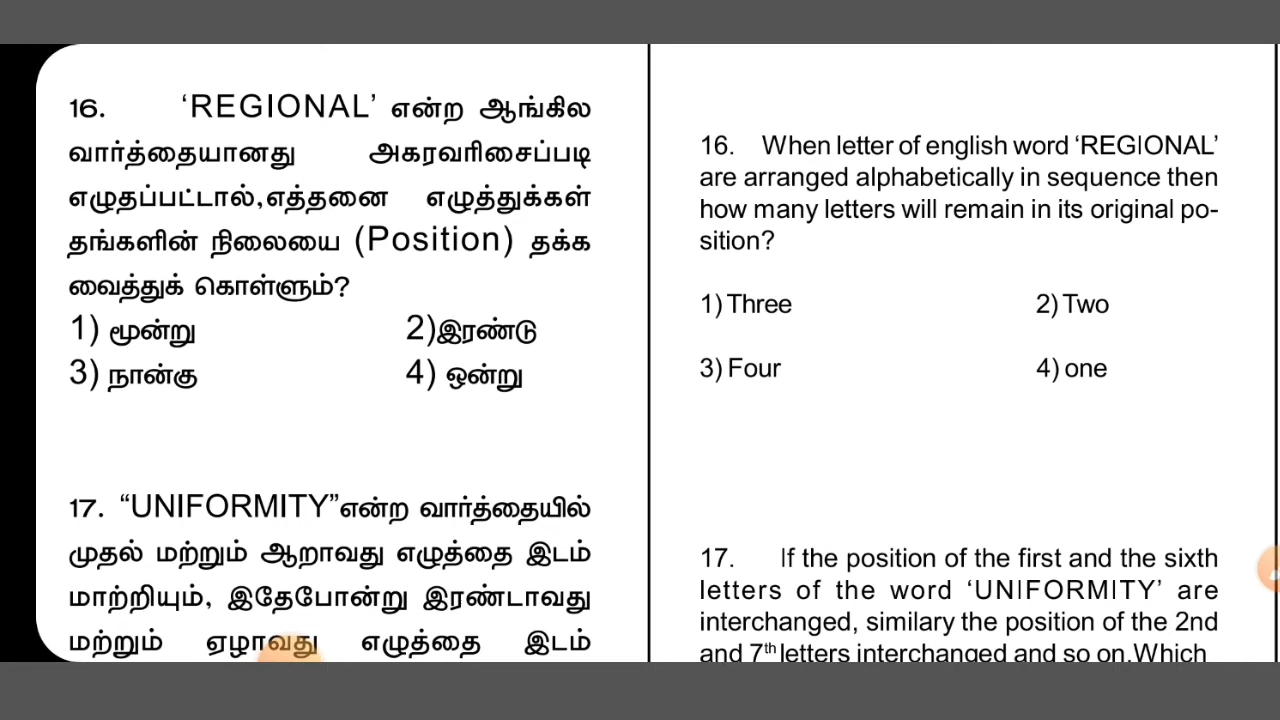 16. ‘REGIONAL’ என்ற ஆங்கில
வார்த்தையானது அகரவரிசைப்படி
எழுதப்பட்டால்,எத்தனை எழுத்துக்கள்
தங்களின் நிலையை (Position) தக்க
வைத்துக் கொள்ளும்?
1) மூன்று 2)இரண்டு
3) நான்கு 4) ஒன்று
17. “UNIFORMITY”என்ற வார்த்தையில்
முதல் மற்றும் ஆறாவது எழுத்தை இடம்
மாற்றியும், இதேபோன்று இரண்டாவது
மற்றும் ஏழாவது எழுத்தை இடம்
16. When letter of english word ‘REGIONAL’
are arranged alphabetically in sequence then
how many letters will remain in its original po-
sition?
1) Three 2) Two
3) Four 4) one
17. If the position of the first and the sixth
letters of the word ‘UNIFORMITY’ are
interchanged, similary the position of the 2nd
and 7th letters interchanged and so on.Which